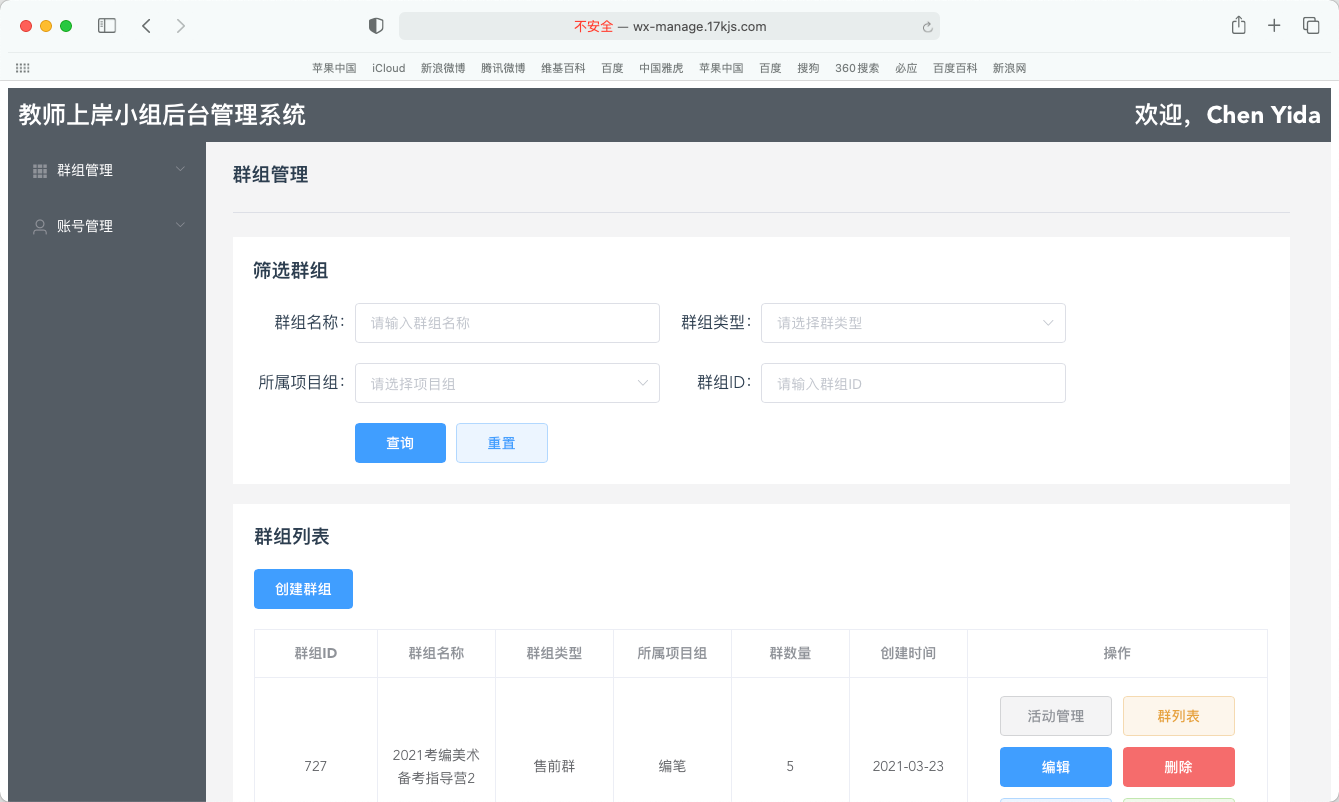 不安全 — wx-manage.17kjs.com
苹果中国 iCloud 新浪微博 腾讯微博 维基百科 百度 中国雅虎 苹果中国 百度 搜狗 360搜索 必应 百度百科 新浪网
教师上岸小组后台管理系统 欢迎，Chen Yida
群组管理
账号管理
群组管理
筛选群组
群组名称： 请输入群组名称 群组类型： 请选择群类型
所属项目组： 请选择项目组 群组ID： 请输入群组ID
查询 重置
群组列表
创建群组
群组ID 群组名称 群组类型 所属项目组 群数量 创建时间 操作
活动管理 群列表
727 2021考编美术 售前群 编笔 5 2021-03-23 编辑 删除
备考指导营2